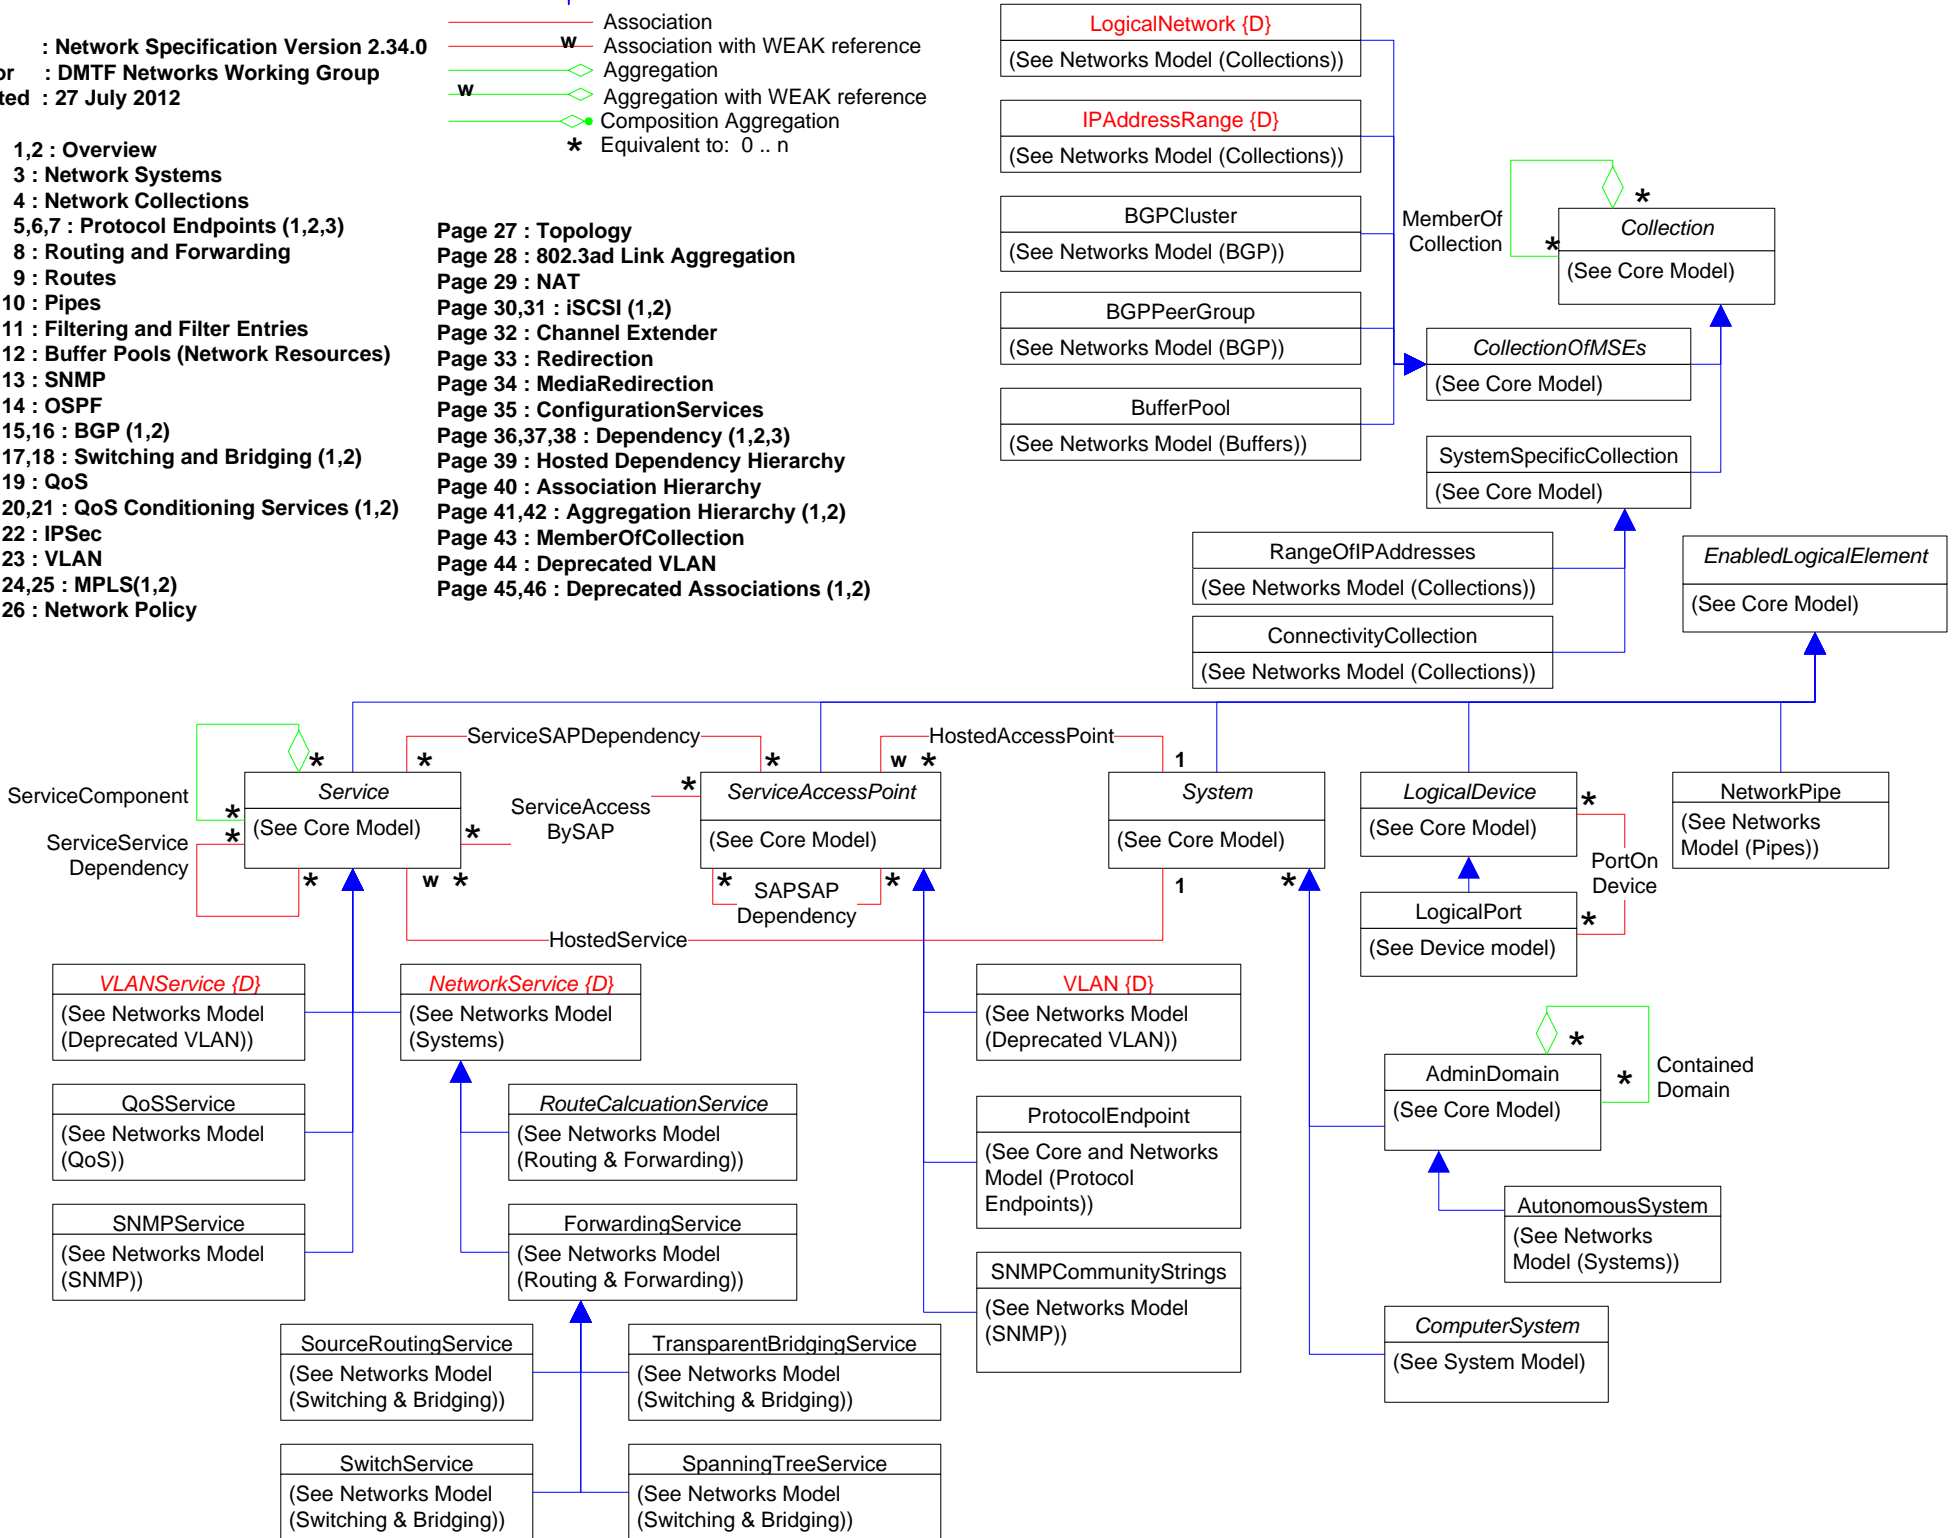 : Network Specification Version 2.34.0
or : DMTF Networks Working Group
ted : 27 July 2012
Association
w Association with WEAK reference
Aggregation
w Aggregation with WEAK reference
Composition Aggregation
* Equivalent to: 0 .. n
1,2 : Overview
3 : Network Systems
4 : Network Collections
5,6,7 : Protocol Endpoints (1,2,3)
8 : Routing and Forwarding
9 : Routes
10 : Pipes
11 : Filtering and Filter Entries
12 : Buffer Pools (Network Resources)
13 : SNMP
14 : OSPF
15,16 : BGP (1,2)
17,18 : Switching and Bridging (1,2)
19 : QoS
20,21 : QoS Conditioning Services (1,2)
22 : IPSec
23 : VLAN
24,25 : MPLS(1,2)
26 : Network Policy
Page 27 : Topology
Page 28 : 802.3ad Link Aggregation
Page 29 : NAT
Page 30,31 : iSCSI (1,2)
Page 32 : Channel Extender
Page 33 : Redirection
Page 34 : MediaRedirection
Page 35 : ConfigurationServices
Page 36,37,38 : Dependency (1,2,3)
Page 39 : Hosted Dependency Hierarchy
Page 40 : Association Hierarchy
Page 41,42 : Aggregation Hierarchy (1,2)
Page 43 : MemberOfCollection
Page 44 : Deprecated VLAN
Page 45,46 : Deprecated Associations (1,2)
LogicalNetwork {D}
(See Networks Model (Collections))
IPAddressRange {D}
(See Networks Model (Collections))
BGPCluster
(See Networks Model (BGP))
BGPPeerGroup
(See Networks Model (BGP))
BufferPool
(See Networks Model (Buffers))
MemberOf
Collection
*
*
Collection
(See Core Model)
CollectionOfMSEs
(See Core Model)
SystemSpecificCollection
(See Core Model)
RangeOfIPAddresses
(See Networks Model (Collections))
ConnectivityCollection
(See Networks Model (Collections))
EnabledLogicalElement
(See Core Model)
ServiceComponent
*
*
ServiceService
Dependency
*
*
Service
(See Core Model)
* ServiceSAPDependency *
* ServiceAccess
BySAP *
ServiceAccessPoint
(See Core Model)
* SAPSAP
Dependency *
w * HostedAccessPoint 1
w * HostedService 1
System
(See Core Model)
*
LogicalDevice
(See Core Model)
*
PortOn
Device
*
LogicalPort
(See Device model)
NetworkPipe
(See Networks
Model (Pipes))
VLANService {D}
(See Networks Model
(Deprecated VLAN))
NetworkService {D}
(See Networks Model
(Systems)
QoSService
(See Networks Model
(QoS))
RouteCalcuationService
(See Networks Model
(Routing & Forwarding))
SNMPService
(See Networks Model
(SNMP))
ForwardingService
(See Networks Model
(Routing & Forwarding))
SourceRoutingService
(See Networks Model
(Switching & Bridging))
TransparentBridgingService
(See Networks Model
(Switching & Bridging))
SwitchService
(See Networks Model
(Switching & Bridging))
SpanningTreeService
(See Networks Model
(Switching & Bridging))
VLAN {D}
(See Networks Model
(Deprecated VLAN))
ProtocolEndpoint
(See Core and Networks
Model (Protocol
Endpoints))
SNMPCommunityStrings
(See Networks Model
(SNMP))
AdminDomain
(See Core Model)
*
*
Contained
Domain
AutonomousSystem
(See Networks
Model (Systems))
ComputerSystem
(See System Model)